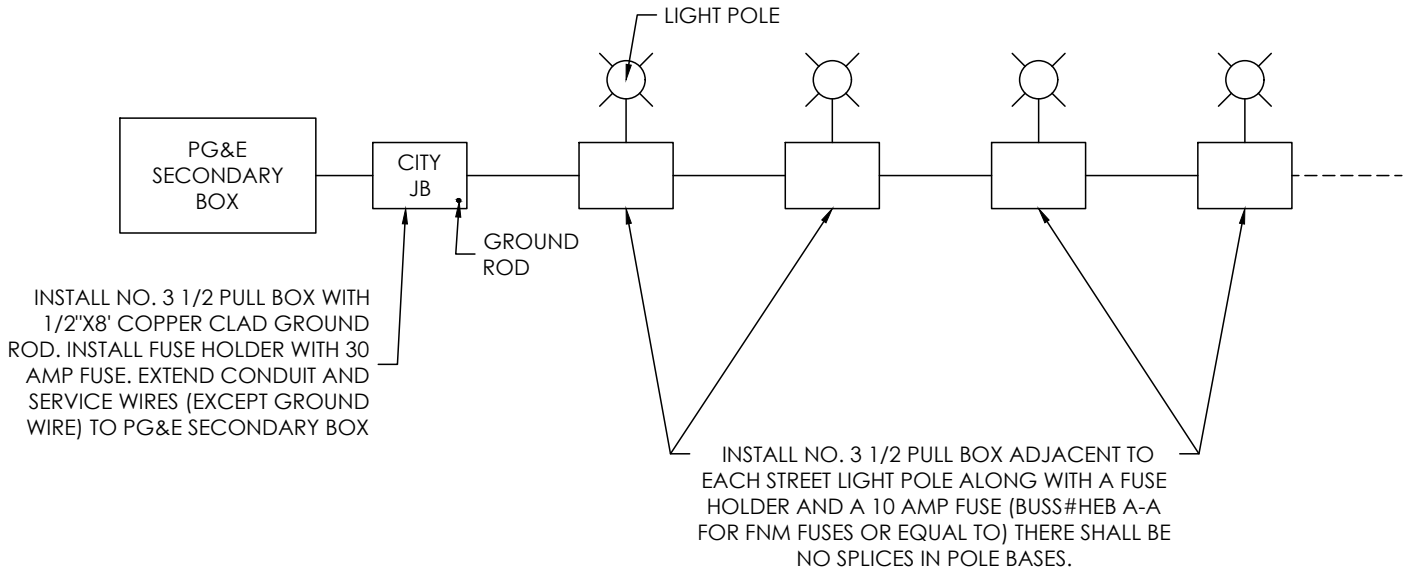 LIGHT POLE
PG&E
SECONDARY
BOX
CITY
JB
GROUND
ROD
INSTALL NO. 3 1/2 PULL BOX WITH
1/2"X8' COPPER CLAD GROUND
ROD. INSTALL FUSE HOLDER WITH 30
AMP FUSE. EXTEND CONDUIT AND
SERVICE WIRES (EXCEPT GROUND
WIRE) TO PG&E SECONDARY BOX
INSTALL NO. 3 1/2 PULL BOX ADJACENT TO
EACH STREET LIGHT POLE ALONG WITH A FUSE
HOLDER AND A 10 AMP FUSE (BUSS#HEB A-A
FOR FNM FUSES OR EQUAL TO) THERE SHALL BE
NO SPLICES IN POLE BASES.